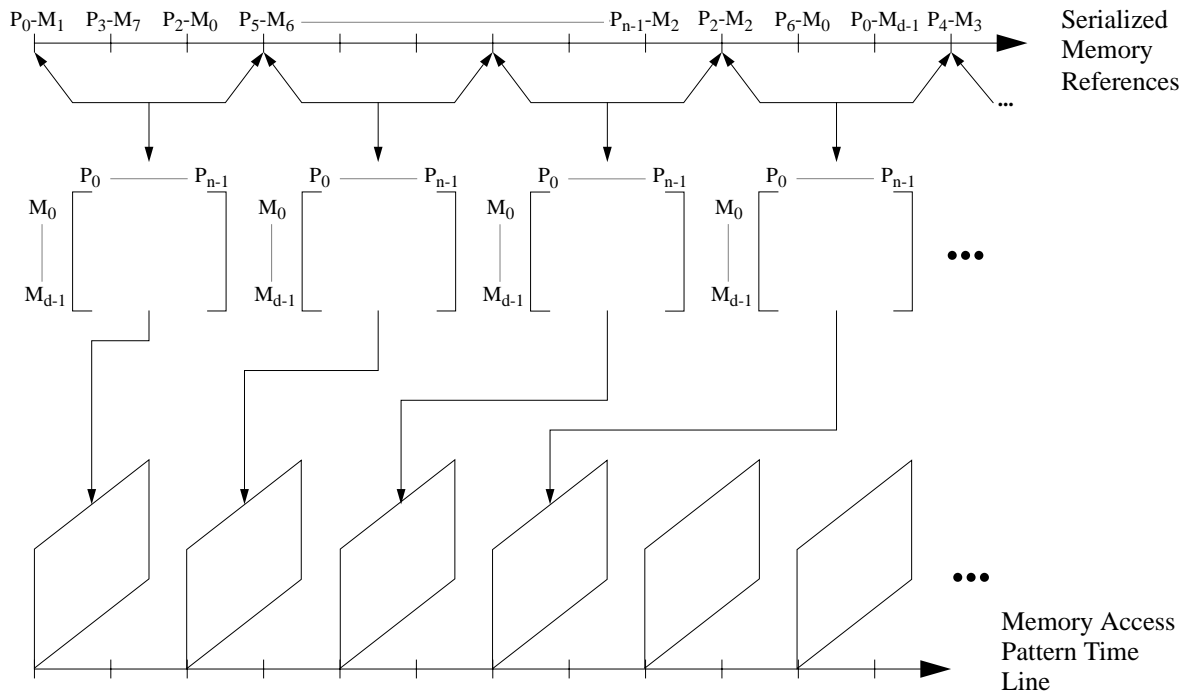 P0-M1 P3-M7 P2-M0 P5-M6 Pn-1-M2 P2-M2 P6-M0 P0-Md-1 P4-M3
Serialized
Memory
References
...
P0 Pn-1 P0 Pn-1 P0 Pn-1 P0 Pn-1
M0 M0 M0 M0
...
Md-1 Md-1 Md-1 Md-1
...
Memory Access
Pattern Time
Line